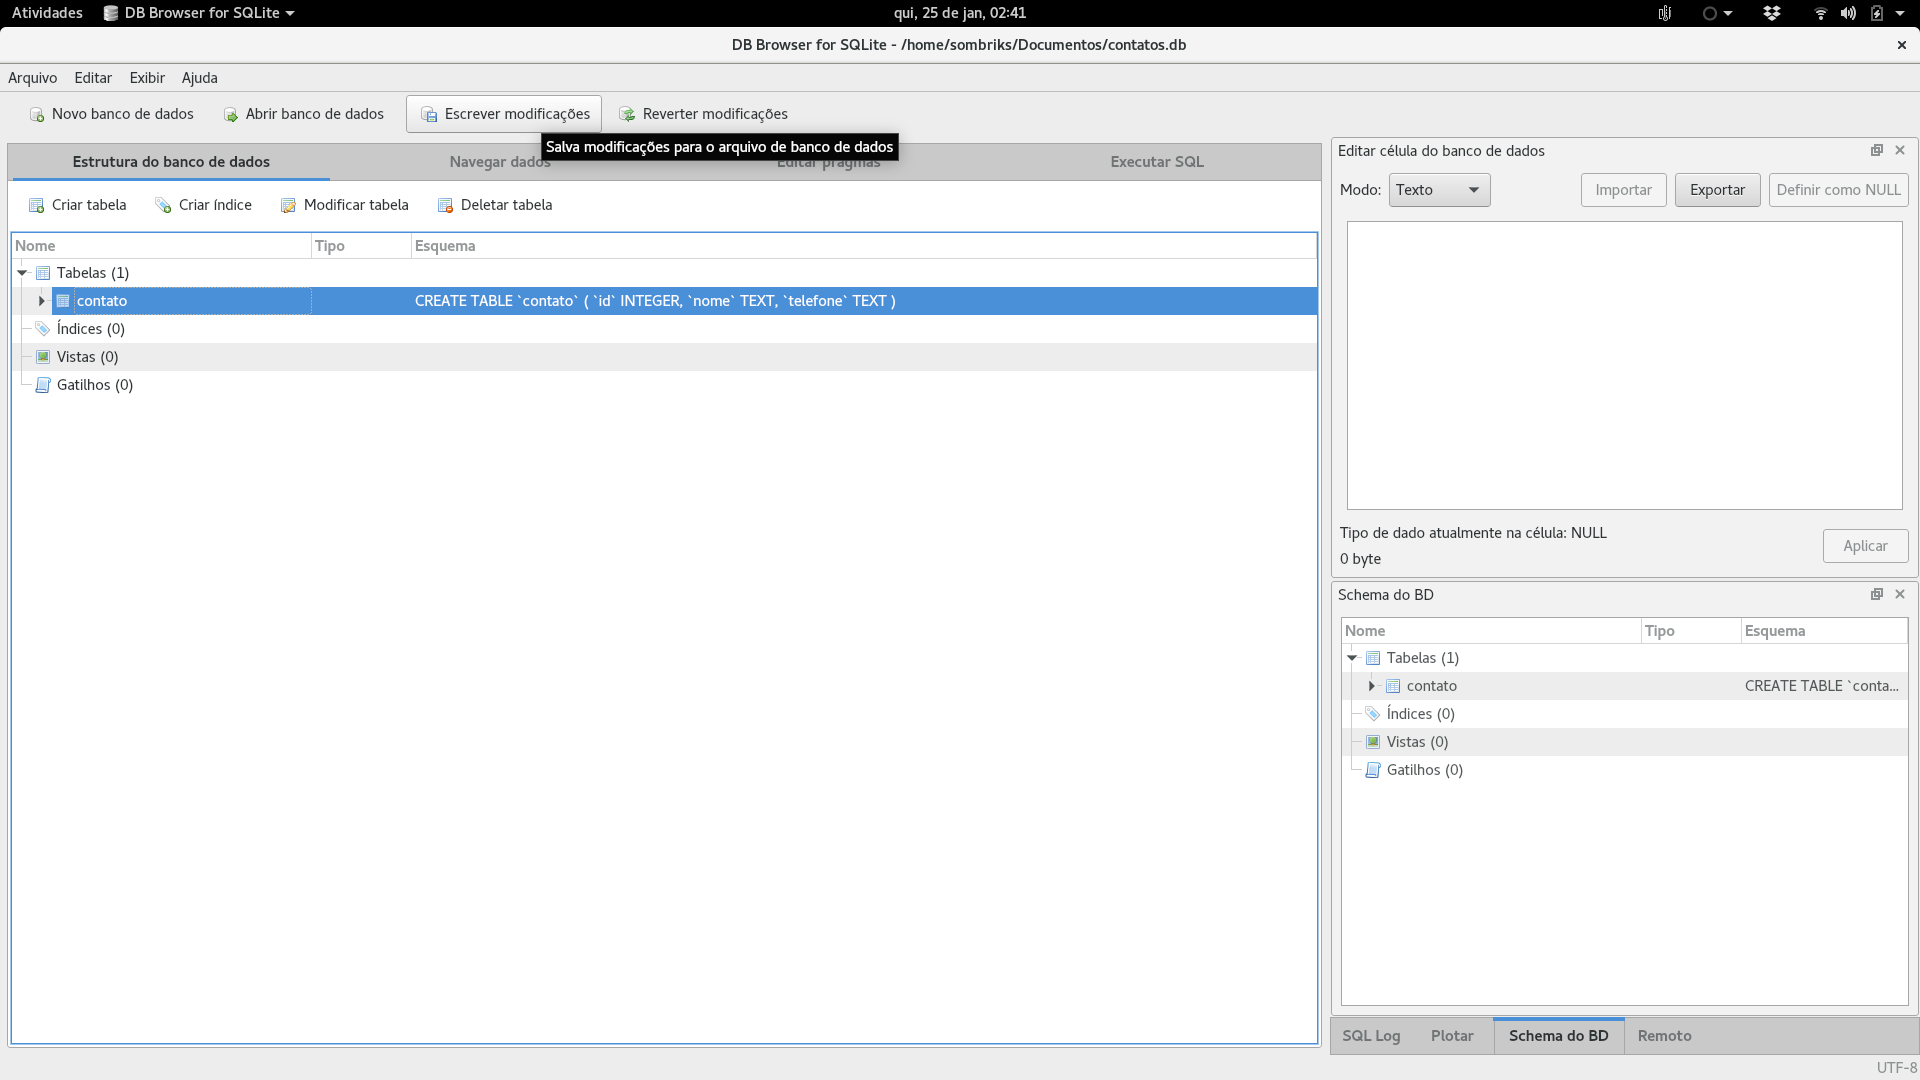 Atividades DB Browser for SQLite qui, 25 de jan, 02:41
DB Browser for SQLite - /home/sombriks/Documentos/contatos.db
Arquivo Editar Exibir Ajuda
Novo banco de dados Abrir banco de dados Escrever modificações Reverter modificações
Salva modificações para o arquivo de banco de dados
Estrutura do banco de dados Navegar dados Editar pragmas Executar SQL
Criar tabela Criar índice Modificar tabela Deletar tabela
Nome Tipo Esquema
Tabelas (1)
contato CREATE TABLE `contato` ( `id` INTEGER, `nome` TEXT, `telefone` TEXT )
Índices (0)
Vistas (0)
Gatilhos (0)
Editar célula do banco de dados
Modo: Texto Importar Exportar Definir como NULL
Tipo de dado atualmente na célula: NULL
0 byte
Aplicar
Schema do BD
Nome Tipo Esquema
Tabelas (1)
contato CREATE TABLE `conta...
Índices (0)
Vistas (0)
Gatilhos (0)
SQL Log Plotar Schema do BD Remoto
UTF-8